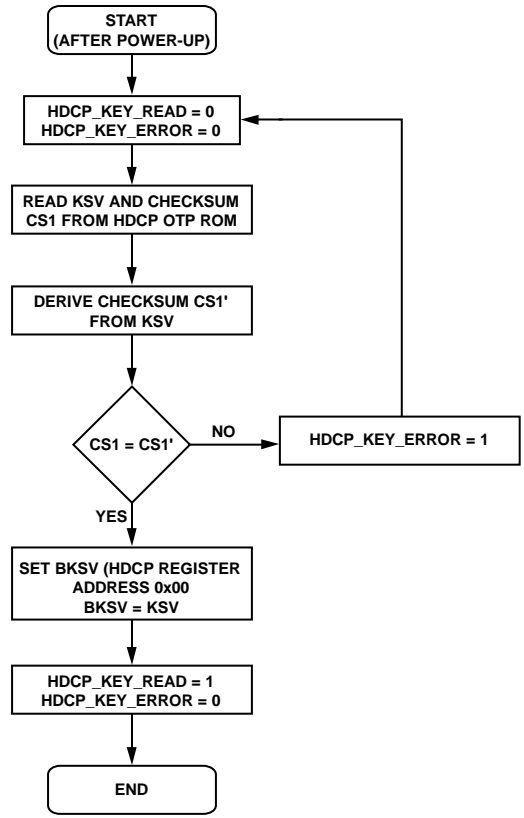 START
(AFTER POWER-UP)
HDCP_KEY_READ = 0
HDCP_KEY_ERROR = 0
READ KSV AND CHECKSUM
CS1 FROM HDCP OTP ROM
DERIVE CHECKSUM CS1'
FROM KSV
CS1 = CS1'
NO
HDCP_KEY_ERROR = 1
YES
SET BKSV (HDCP REGISTER
ADDRESS 0x00
BKSV = KSV
HDCP_KEY_READ = 1
HDCP_KEY_ERROR = 0
END